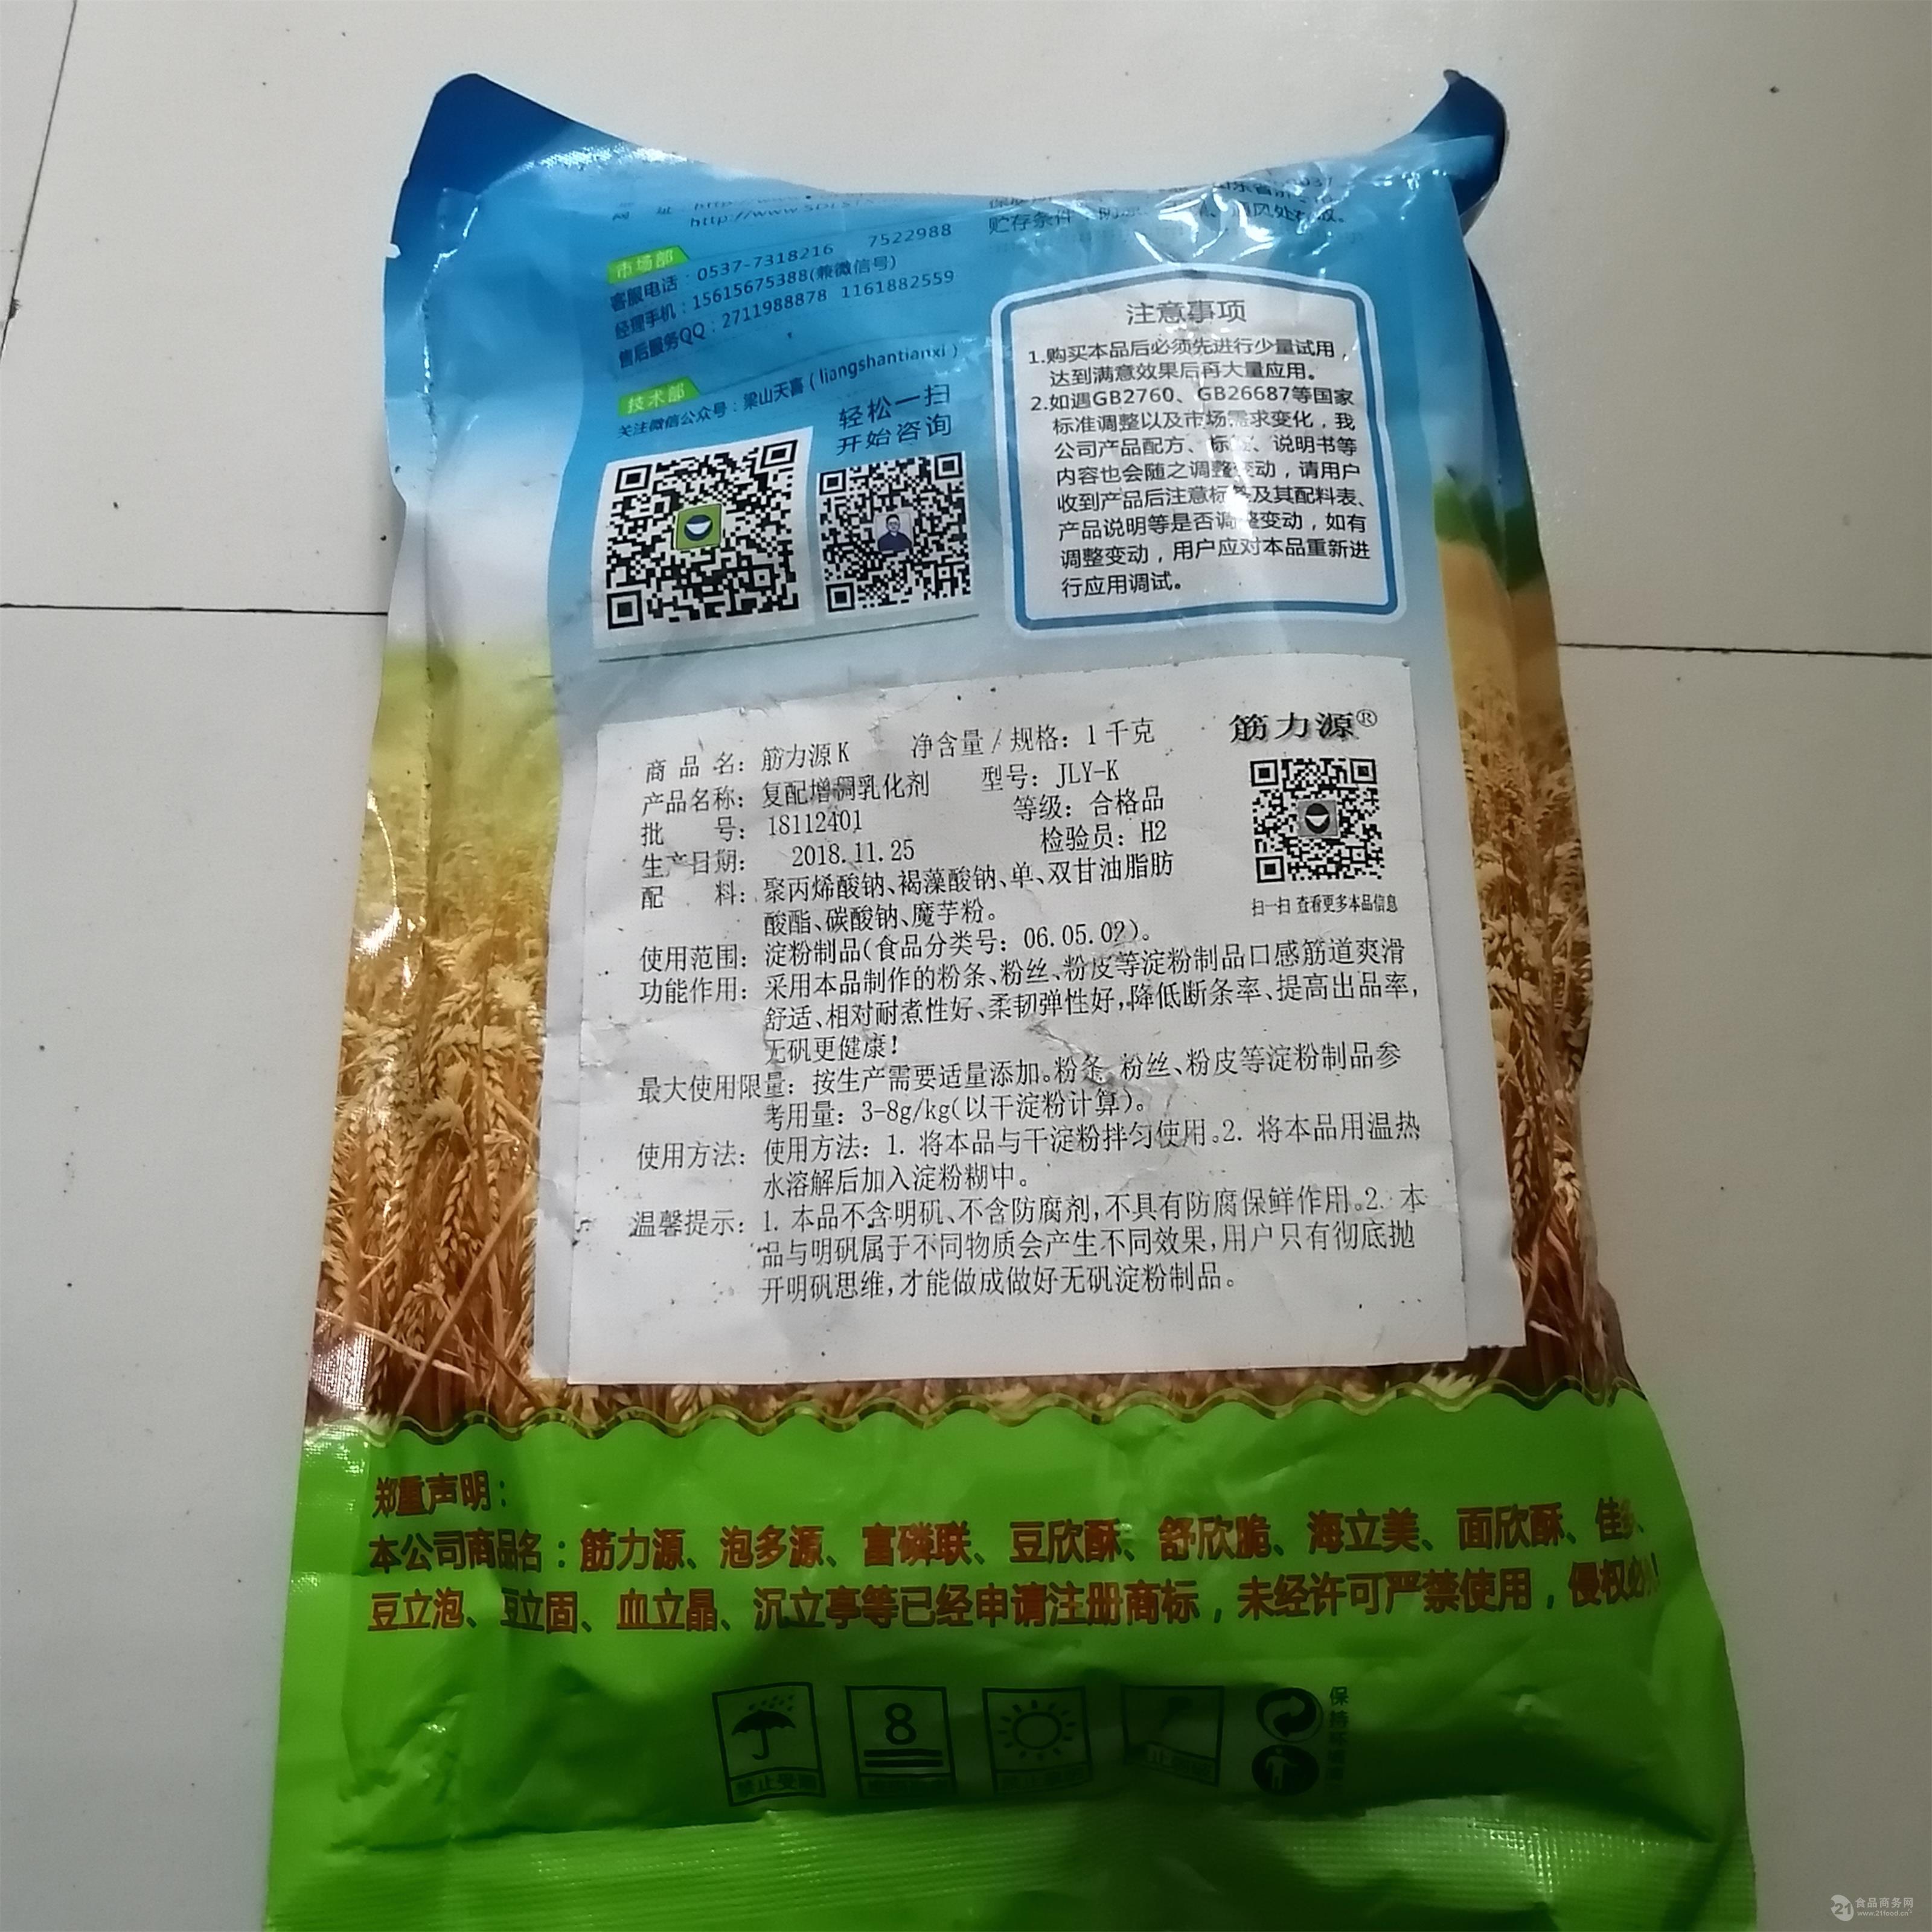 网 址：http://www.
http://www.SDLSTX.
市场部
客服电话：0537-7318216 7522988
经理手机：15615675388(兼微信号)
售后服务QQ：2711988878 1161882559
技术部
关注微信公众号：梁山天喜（liangshantianxi）
轻松一扫
开始咨询
贮存条件
注意事项
1.购买本品后必须先进行少量试用，
达到满意效果后再大量应用。
2.如遇GB2760、GB26687等国家
标准调整以及市场需求变化，我
公司产品配方、标签、说明书等
内容也会随之调整变动，请用户
收到产品后注意标签及其配料表、
产品说明等是否调整变动，如有
调整变动，用户应对本品重新进
行应用调试。
筋力源®
商 品 名：筋力源K 净含量/规格：1千克
产品名称：复配增稠乳化剂 型号：JLY-K
批 号：18112401 等级：合格品
生产日期： 2018.11.25 检验员：H2
配 料：聚丙烯酸钠、褐藻酸钠、单、双甘油脂肪
酸酯、碳酸钠、魔芋粉。
扫一扫 查看更多本品信息
使用范围：淀粉制品(食品分类号：06.05.02)。
功能作用：采用本品制作的粉条、粉丝、粉皮等淀粉制品口感筋道爽滑
舒适、相对耐煮性好、柔韧弹性好,降低断条率、提高出品率,
无矾更健康!
最大使用限量：按生产需要适量添加。粉条、粉丝、粉皮等淀粉制品参
考用量：3-8g/kg(以干淀粉计算)。
使用方法：使用方法：1. 将本品与干淀粉拌匀使用。2. 将本品用温热
水溶解后加入淀粉糊中。
温馨提示：1. 本品不含明矾、不含防腐剂,不具有防腐保鲜作用。2. 本
品与明矾属于不同物质会产生不同效果,用户只有彻底抛
开明矾思维,才能做成做好无矾淀粉制品。
郑重声明：
本公司商品名：筋力源、泡多源、富磷联、豆欣酥、舒欣脆、海立美、面欣酥、佳
豆立泡、豆立固、血立晶、沉立亭等已经申请注册商标，未经许可严禁使用，侵权必
8
禁止受潮
保持环境
21食品商务网
www.21food.cn